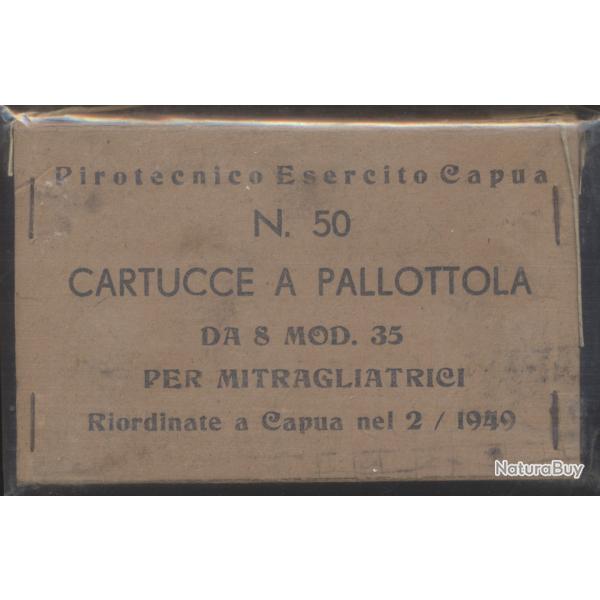 Pirotecnico Esercito Capua
N. 50
CARTUCCE A PALLOTTOLA
DA 8 MOD. 35
PER MITRAGLIATRICI
Riordinate a Capua nel 2 / 1949
NaturaBuy